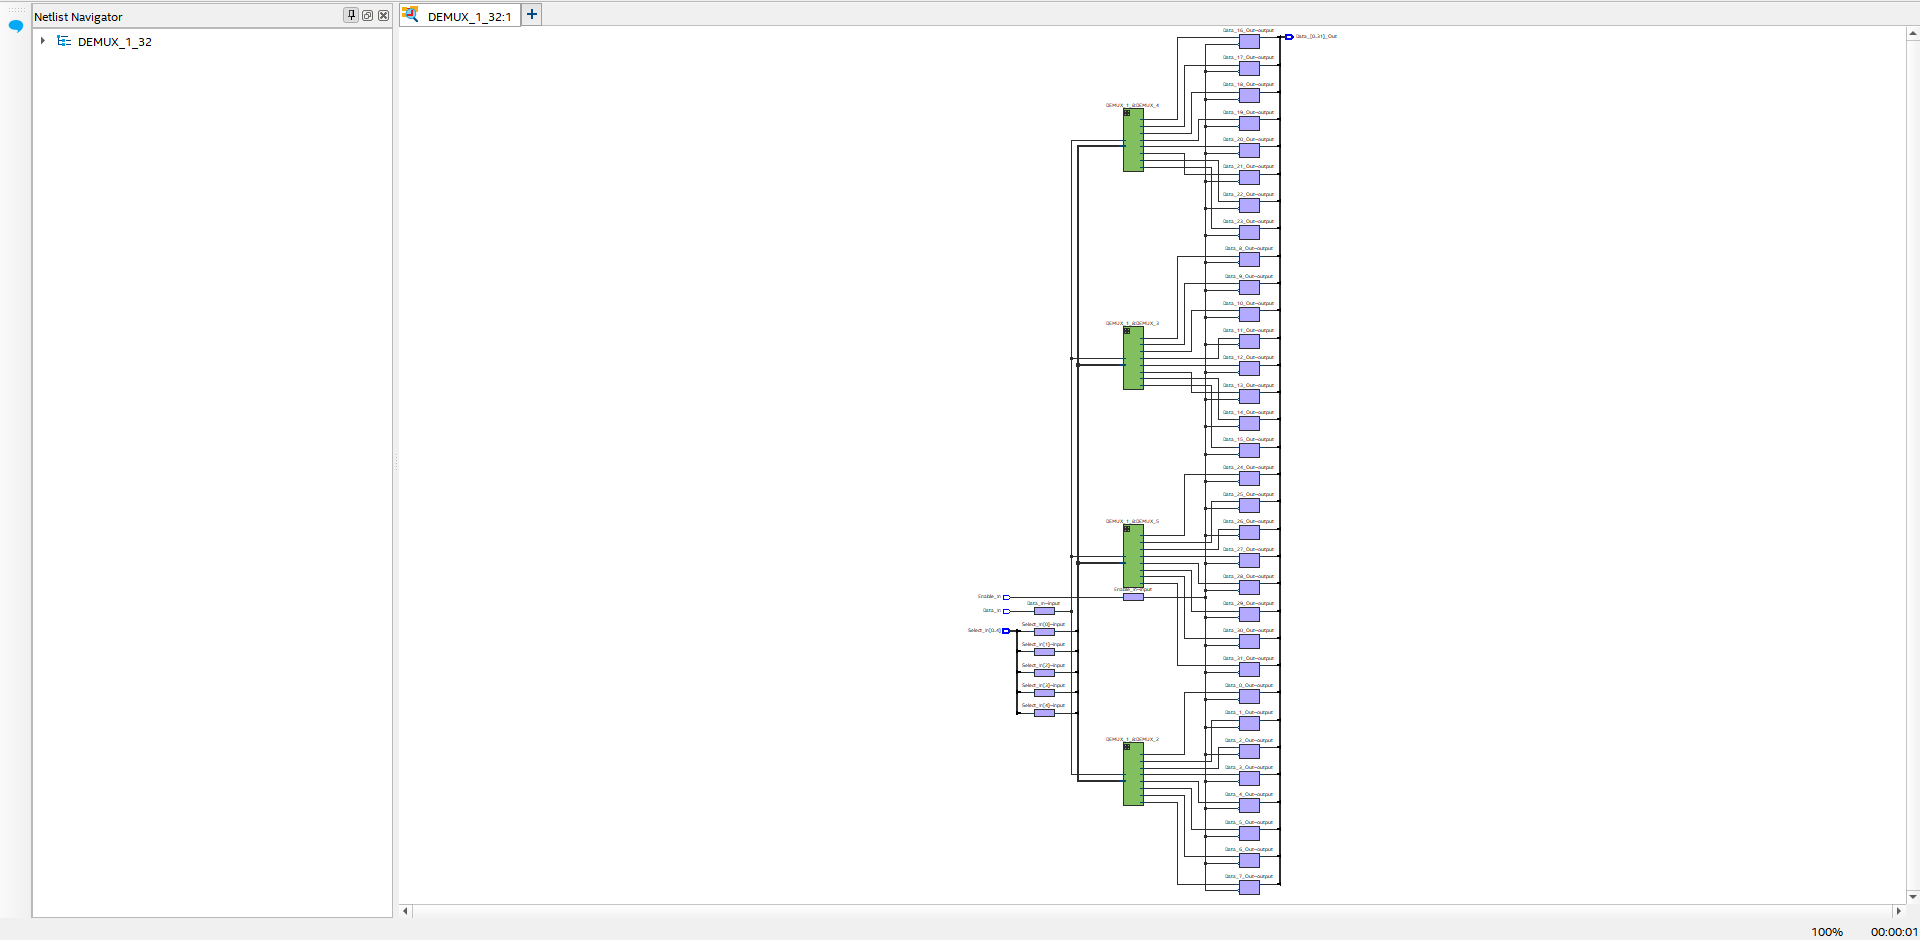 Netlist Navigator
DEMUX_1_32
DEMUX_1_32:1
Data_16_Out~output
Data_[0.31]_Out
Data_17_Out~output
Data_18_Out~output
DEMUX_1_8:DEMUX_4
Data_19_Out~output
Data_20_Out~output
Data_21_Out~output
Data_22_Out~output
Data_23_Out~output
Data_8_Out~output
Data_9_Out~output
Data_10_Out~output
DEMUX_1_8:DEMUX_3
Data_11_Out~output
Data_12_Out~output
Data_13_Out~output
Data_14_Out~output
Data_15_Out~output
Data_24_Out~output
Data_25_Out~output
DEMUX_1_8:DEMUX_5
Data_26_Out~output
Data_27_Out~output
Data_28_Out~output
Enable_In
Enable_In~input
Data_In
Data_In~input
Data_29_Out~output
Select_In[0.4]
Select_In[0]~input
Data_30_Out~output
Select_In[1]~input
Data_31_Out~output
Select_In[2]~input
Select_In[3]~input
Data_0_Out~output
Select_In[4]~input
Data_1_Out~output
DEMUX_1_8:DEMUX_2
Data_2_Out~output
Data_3_Out~output
Data_4_Out~output
Data_5_Out~output
Data_6_Out~output
Data_7_Out~output
100%
00:00:01